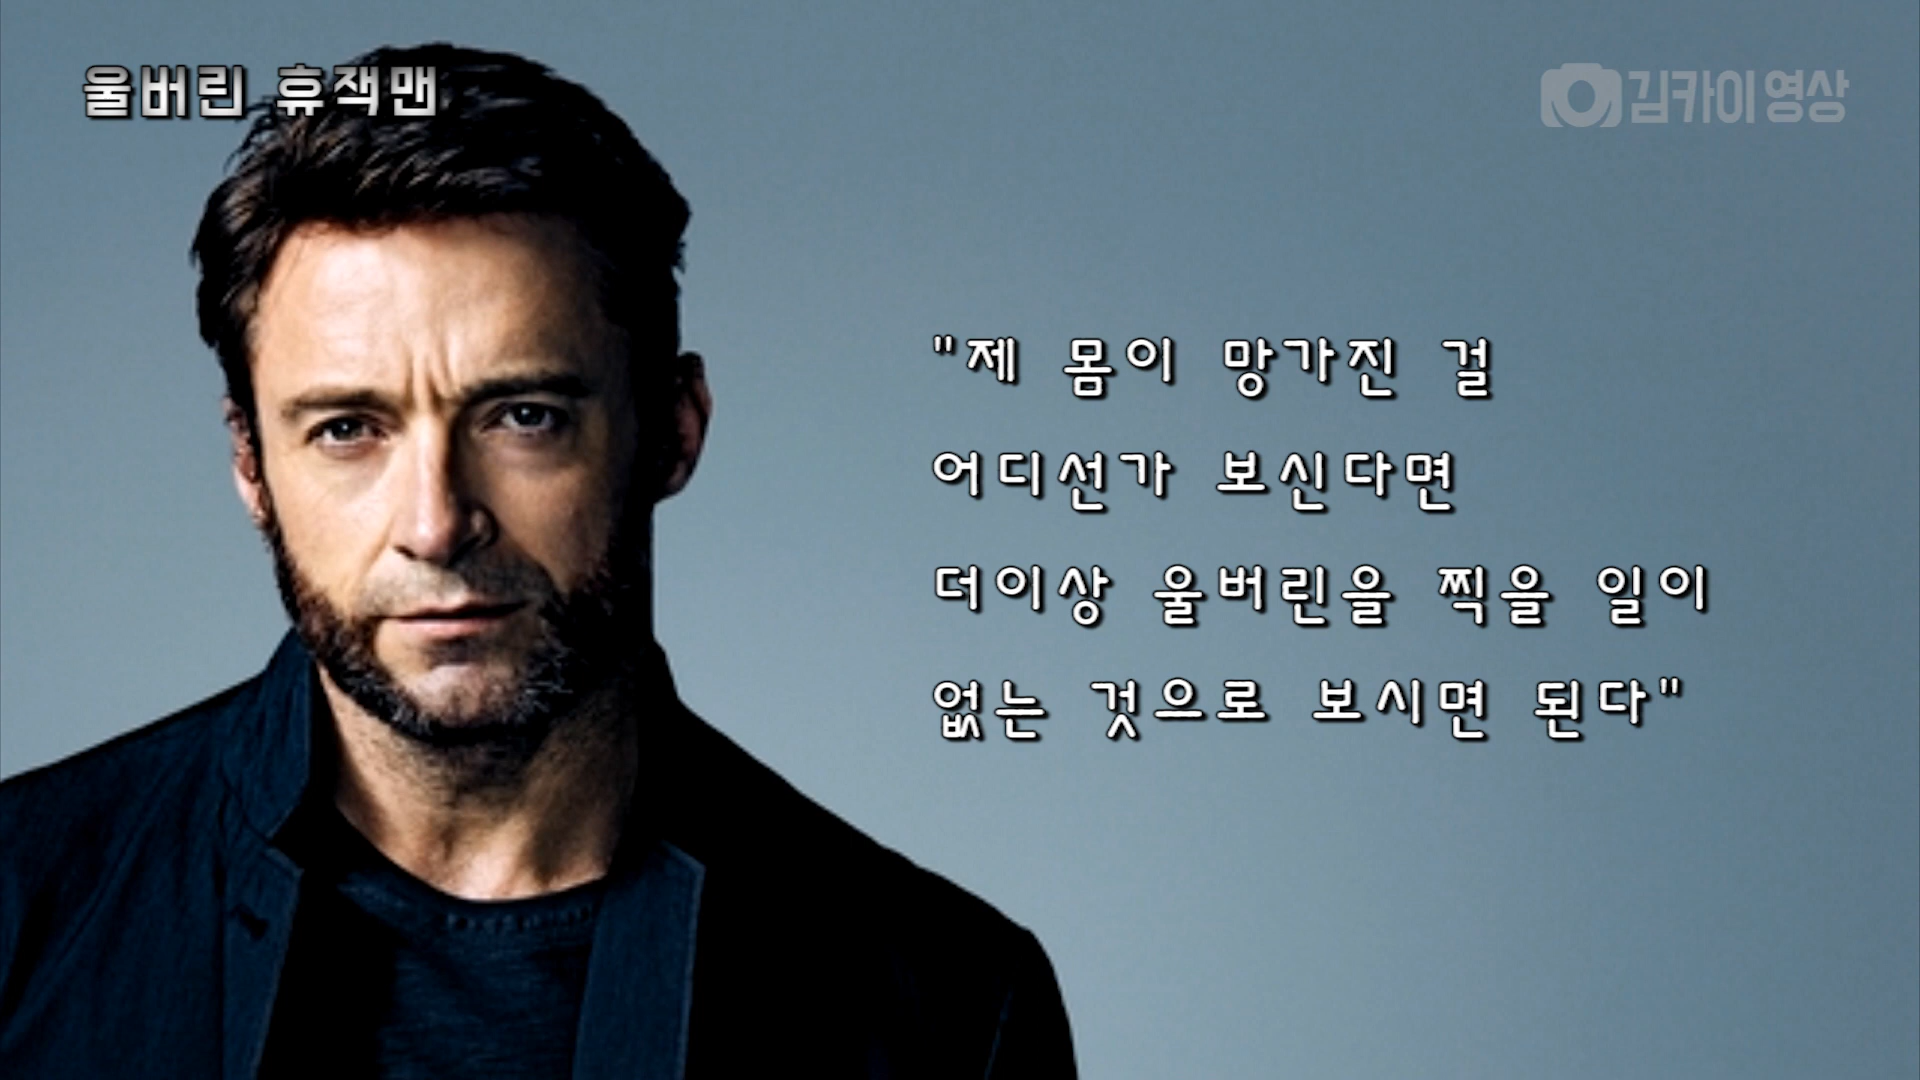 울버린 휴잭맨
김카이 영상
"제 몸이 망가진 걸
어디선가 보신다면
더이상 울버린을 찍을 일이
없는 것으로 보시면 된다"